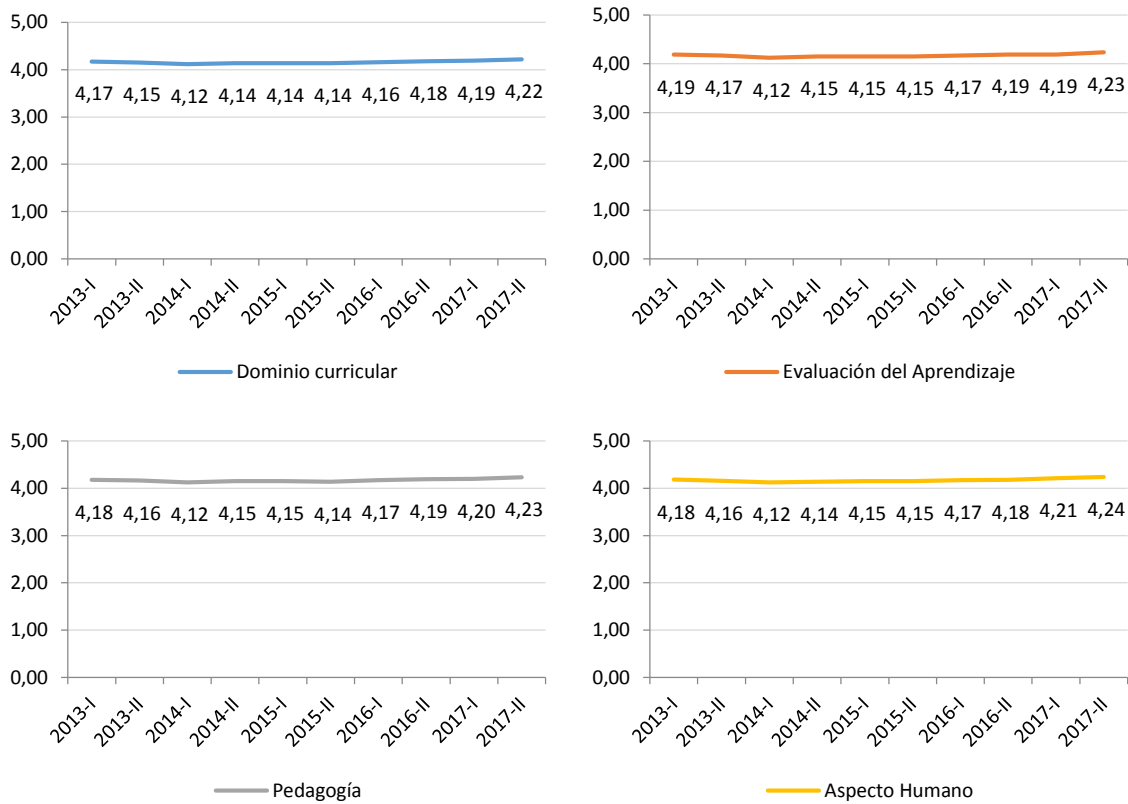 5,00
4,00
3,00
2,00
1,00
0,00
4,17 4,15 4,12 4,14 4,14 4,14 4,16 4,18 4,19 4,22
2013-I 2013-II 2014-I 2014-II 2015-I 2015-II 2016-I 2016-II 2017-I 2017-II
Dominio curricular
5,00
4,00
3,00
2,00
1,00
0,00
4,19 4,17 4,12 4,15 4,15 4,15 4,17 4,19 4,19 4,23
2013-I 2013-II 2014-I 2014-II 2015-I 2015-II 2016-I 2016-II 2017-I 2017-II
Evaluación del Aprendizaje
5,00
4,00
3,00
2,00
1,00
0,00
4,18 4,16 4,12 4,15 4,15 4,14 4,17 4,19 4,20 4,23
2013-I 2013-II 2014-I 2014-II 2015-I 2015-II 2016-I 2016-II 2017-I 2017-II
Pedagogía
5,00
4,00
3,00
2,00
1,00
0,00
4,18 4,16 4,12 4,14 4,15 4,15 4,17 4,18 4,21 4,24
2013-I 2013-II 2014-I 2014-II 2015-I 2015-II 2016-I 2016-II 2017-I 2017-II
Aspecto Humano